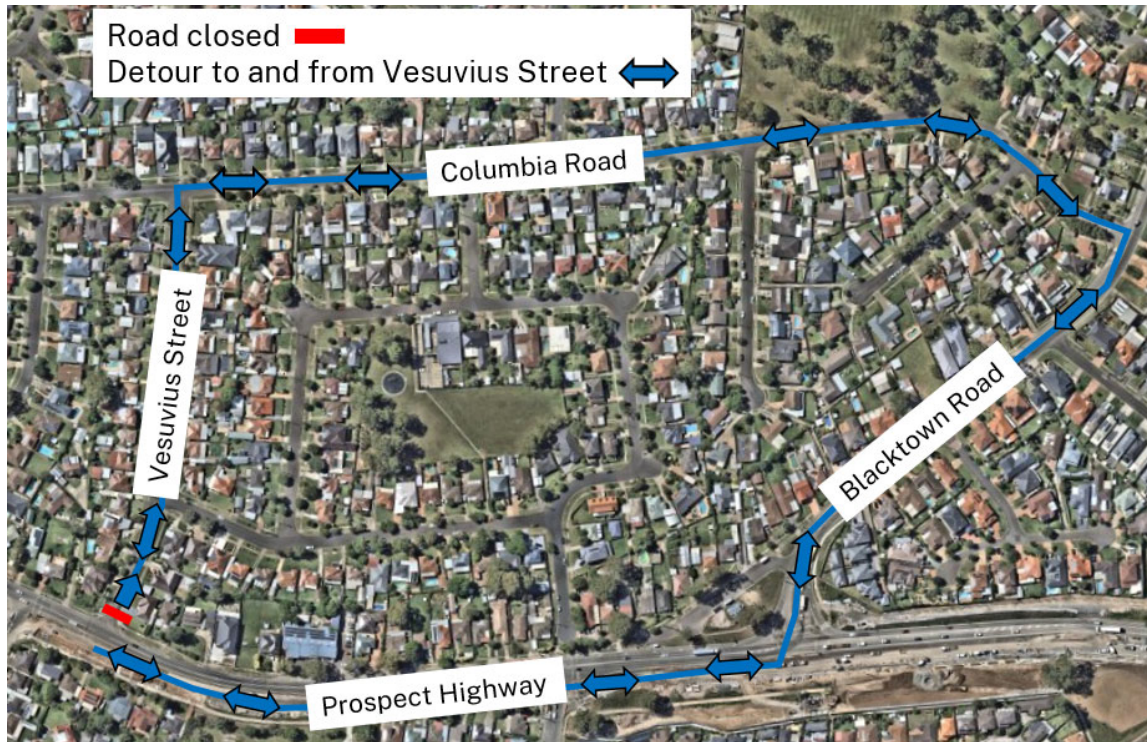 Road closed
Detour to and from Vesuvius Street
Columbia Road
Vesuvius Street
Blacktown Road
Prospect Highway